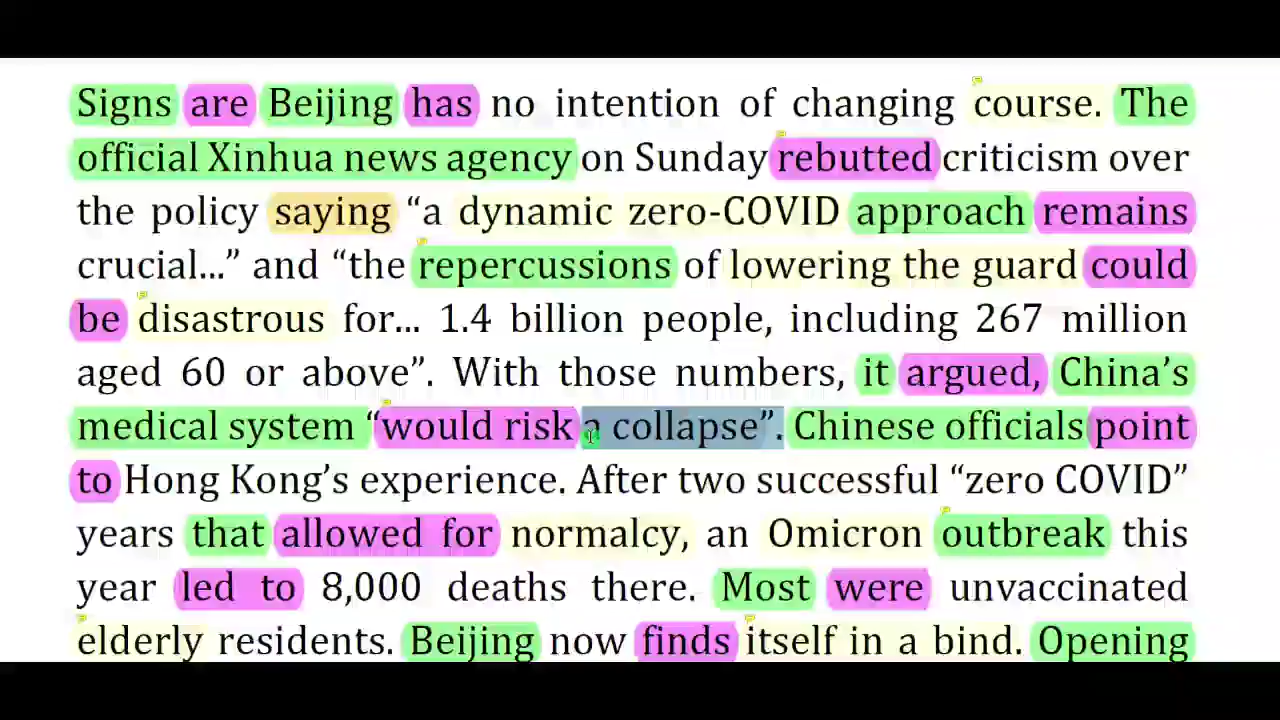 Signs are Beijing has no intention of changing course. The
official Xinhua news agency on Sunday rebutted criticism over
the policy saying “a dynamic zero-COVID approach remains
crucial...” and “the repercussions of lowering the guard could
be disastrous for... 1.4 billion people, including 267 million
aged 60 or above”. With those numbers, it argued, China’s
medical system “would risk a collapse”. Chinese officials point
to Hong Kong’s experience. After two successful “zero COVID”
years that allowed for normalcy, an Omicron outbreak this
year led to 8,000 deaths there. Most were unvaccinated
elderly residents. Beijing now finds itself in a bind. Opening